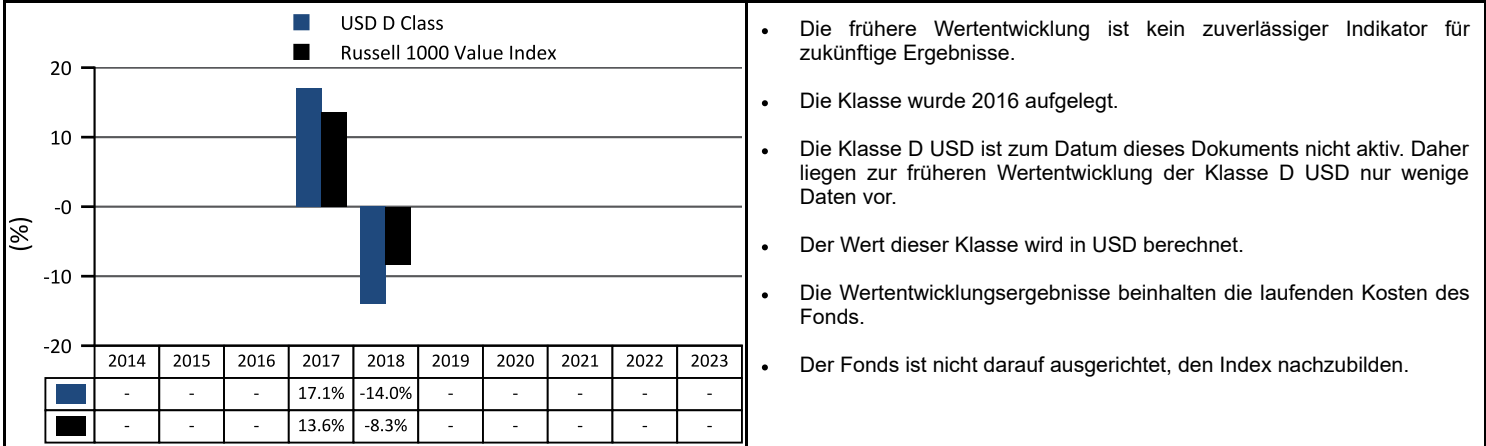 USD D Class
Russell 1000 Value Index
20
10
-0
-10
-20
(%)
2014 2015 2016 2017 2018 2019 2020 2021 2022 2023
- - - 17.1% -14.0% - - - - -
- - - 13.6% -8.3% - - - - -
• Die frühere Wertentwicklung ist kein zuverlässiger Indikator für
zukünftige Ergebnisse.
• Die Klasse wurde 2016 aufgelegt.
• Die Klasse D USD ist zum Datum dieses Dokuments nicht aktiv. Daher
liegen zur früheren Wertentwicklung der Klasse D USD nur wenige
Daten vor.
• Der Wert dieser Klasse wird in USD berechnet.
• Die Wertentwicklungsergebnisse beinhalten die laufenden Kosten des
Fonds.
• Der Fonds ist nicht darauf ausgerichtet, den Index nachzubilden.